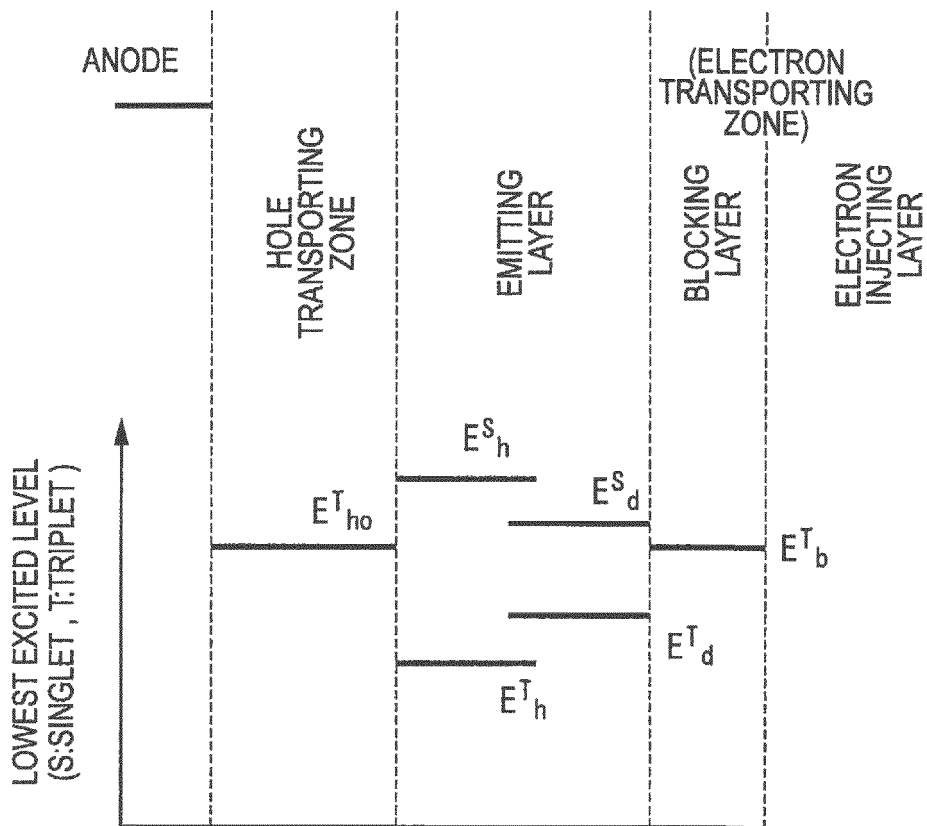 ANODE
(ELECTRON
TRANSPORTING
ZONE)
HOLE
TRANSPORTING
ZONE
EMITTING
LAYER
BLOCKING
LAYER
ELECTRON
INJECTING
LAYER
LOWEST EXCITED LEVEL
(S:SINGLET , T:TRIPLET )
E^S_h
E^S_d
E^T_ho
E^T_b
E^T_d
E^T_h